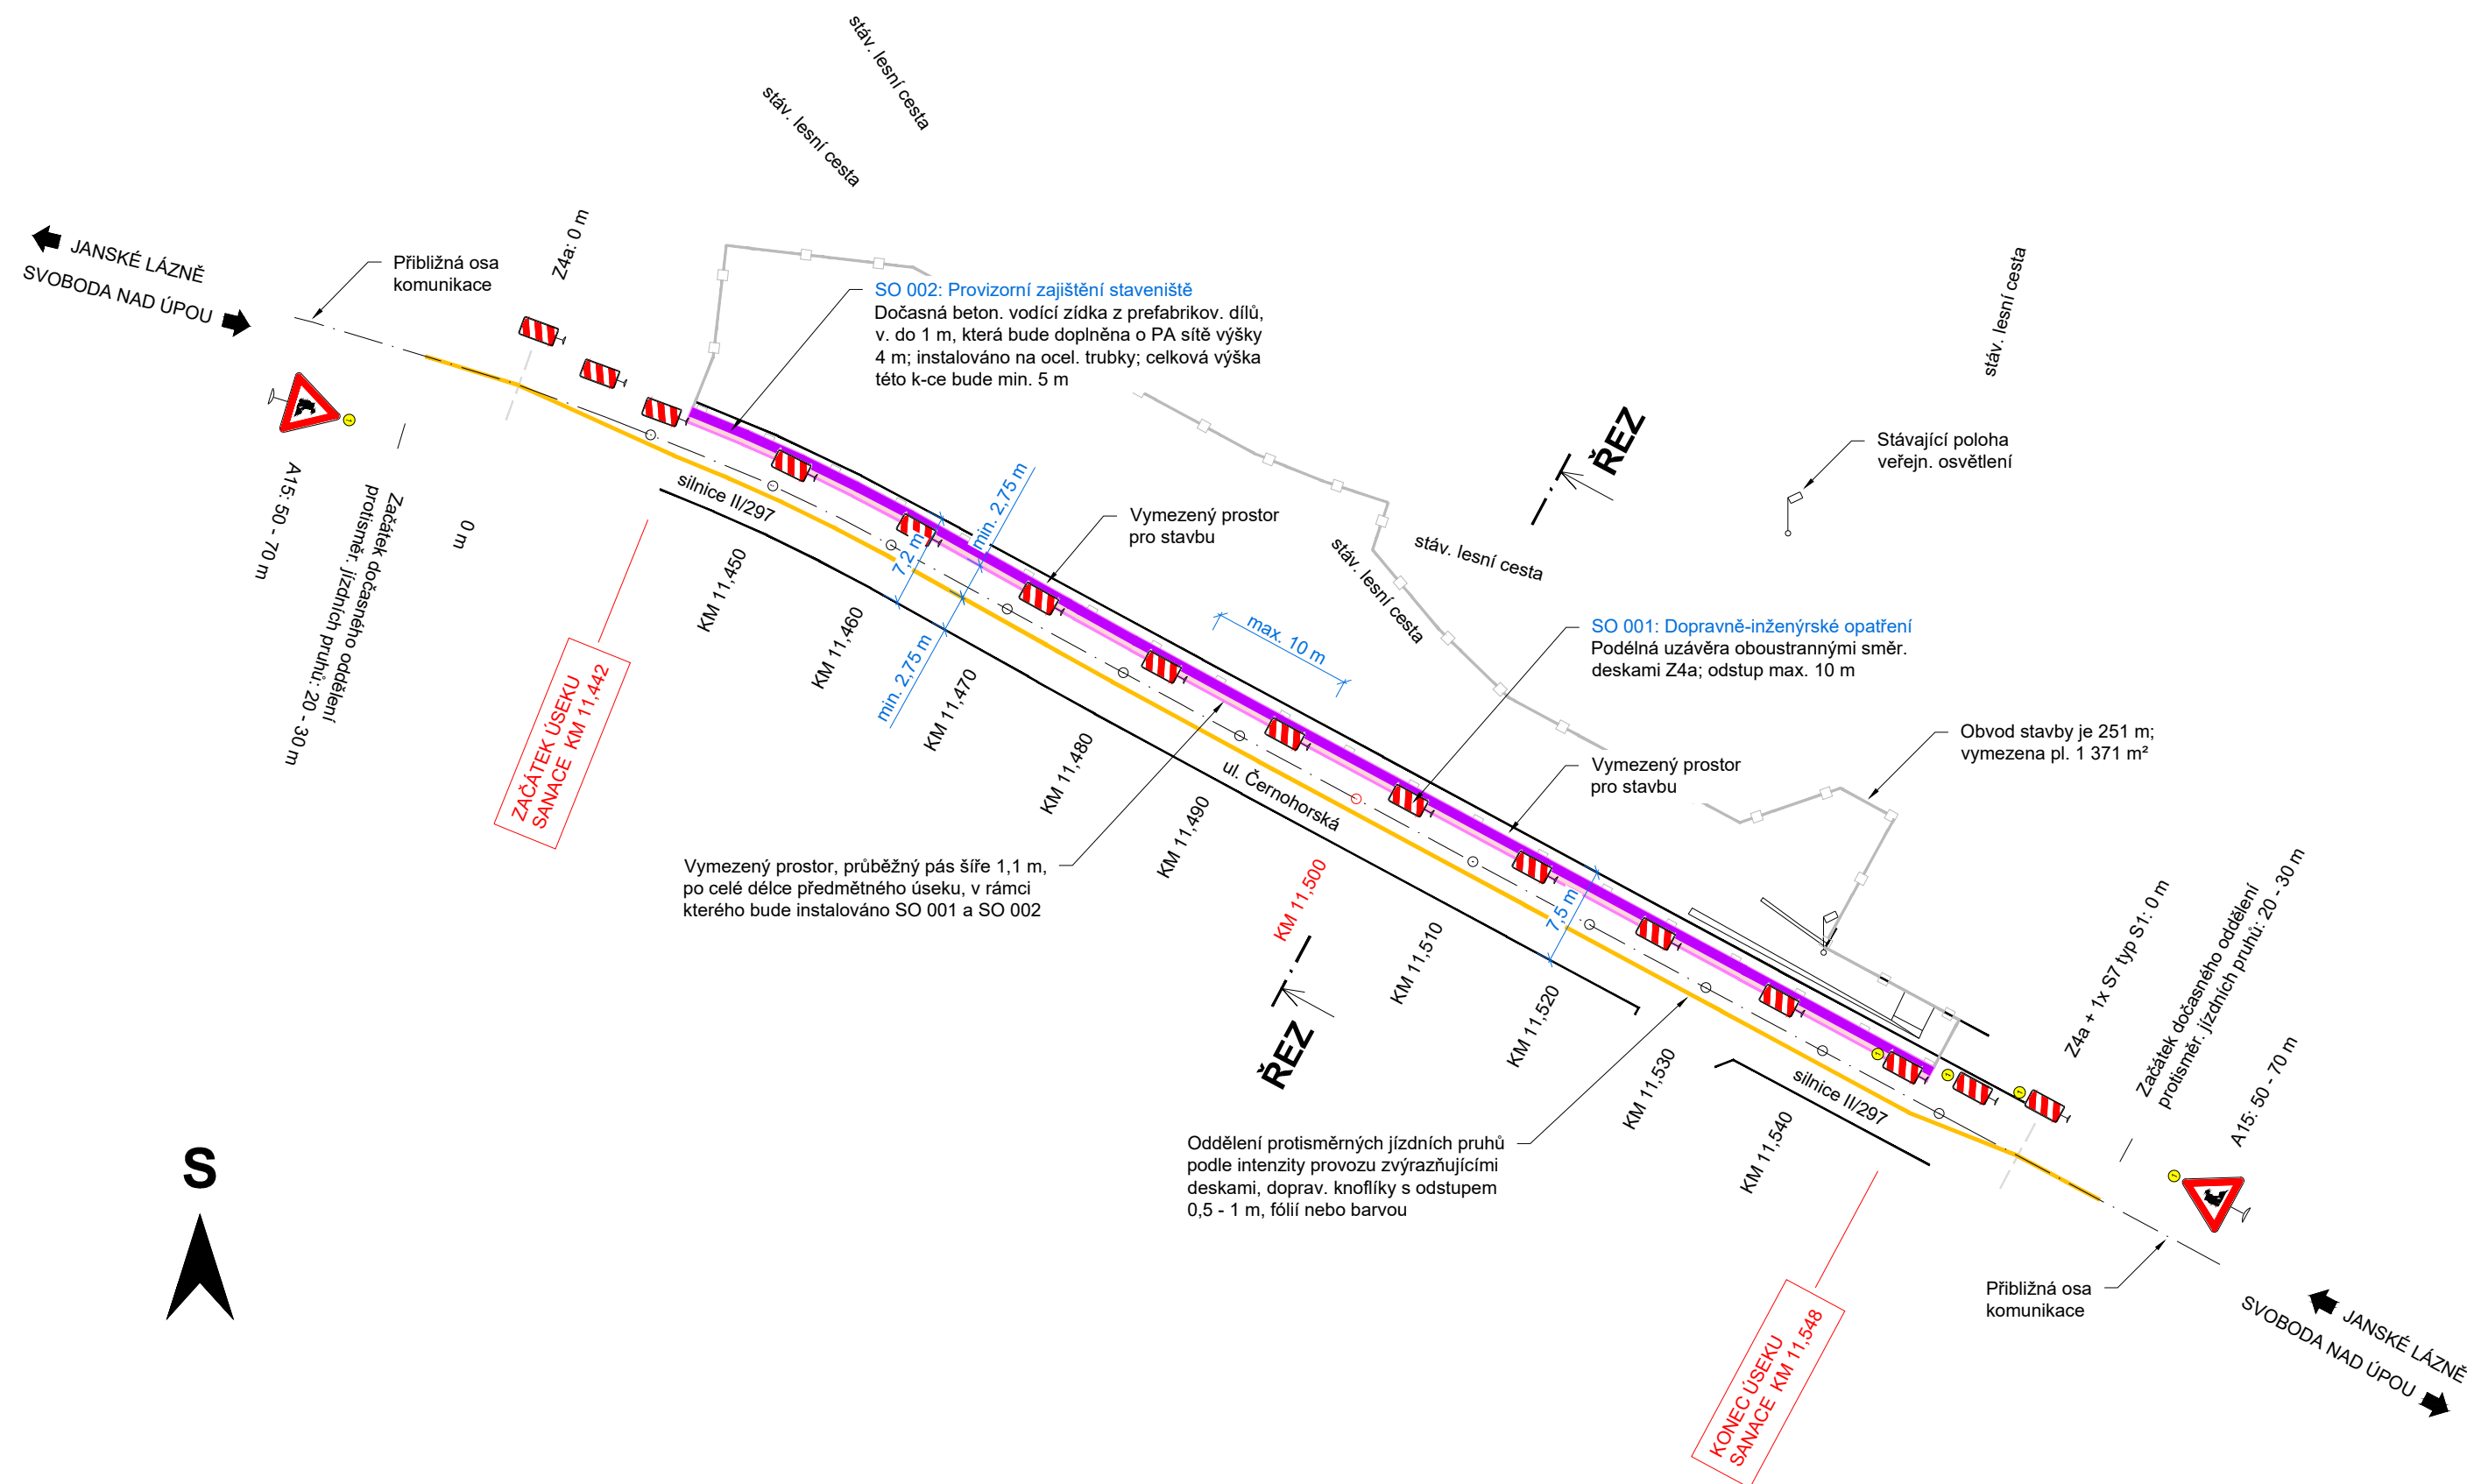 stáv. lesní cesta
stáv. lesní cesta
JANSKÉ LÁZNĚ
SVOBODA NAD ÚPOU
Přibližná osa
komunikace
Z4a: 0 m
SO 002: Provizorní zajištění staveniště
Dočasná beton. vodící zídka z prefabrikov. dílů,
v. do 1 m, která bude doplněna o PA sítě výšky
4 m; instalováno na ocel. trubky; celková výška
této k-ce bude min. 5 m
stáv. lesní cesta
ŘEZ
Stávající poloha
veřejn. osvětlení
A15: 50 - 70 m
Začátek dočasného oddělení
protisměr. jízdních pruhů: 20 - 30 m
0 m
silnice II/297
7,2 m
min. 2,75 m
min. 2,75 m
Vymezený prostor
pro stavbu
stáv. lesní cesta
stáv. lesní cesta
max. 10 m
SO 001: Dopravně-inženýrské opatření
Podélná uzávěra oboustrannými směr.
deskami Z4a; odstup max. 10 m
ZAČÁTEK ÚSEKU
SANACE KM 11,442
KM 11,450
KM 11,460
KM 11,470
KM 11,480
KM 11,490
KM 11,500
KM 11,510
KM 11,520
KM 11,530
KM 11,540
ul. Černohorská
Vymezený prostor
pro stavbu
Obvod stavby je 251 m;
vymezena pl. 1 371 m²
Vymezený prostor, průběžný pás šíře 1,1 m,
po celé délce předmětného úseku, v rámci
kterého bude instalováno SO 001 a SO 002
7,5 m
ŘEZ
Z4a + 1x S7 typ S1: 0 m
Začátek dočasného oddělení
protisměr. jízdních pruhů: 20 - 30 m
A15: 50 - 70 m
silnice II/297
Oddělení protisměrných jízdních pruhů
podle intenzity provozu zvýrazňujícími
deskami, doprav. knoflíky s odstupem
0,5 - 1 m, fólií nebo barvou
S
Přibližná osa
komunikace
KONEC ÚSEKU
SANACE KM 11,548
JANSKÉ LÁZNĚ
SVOBODA NAD ÚPOU